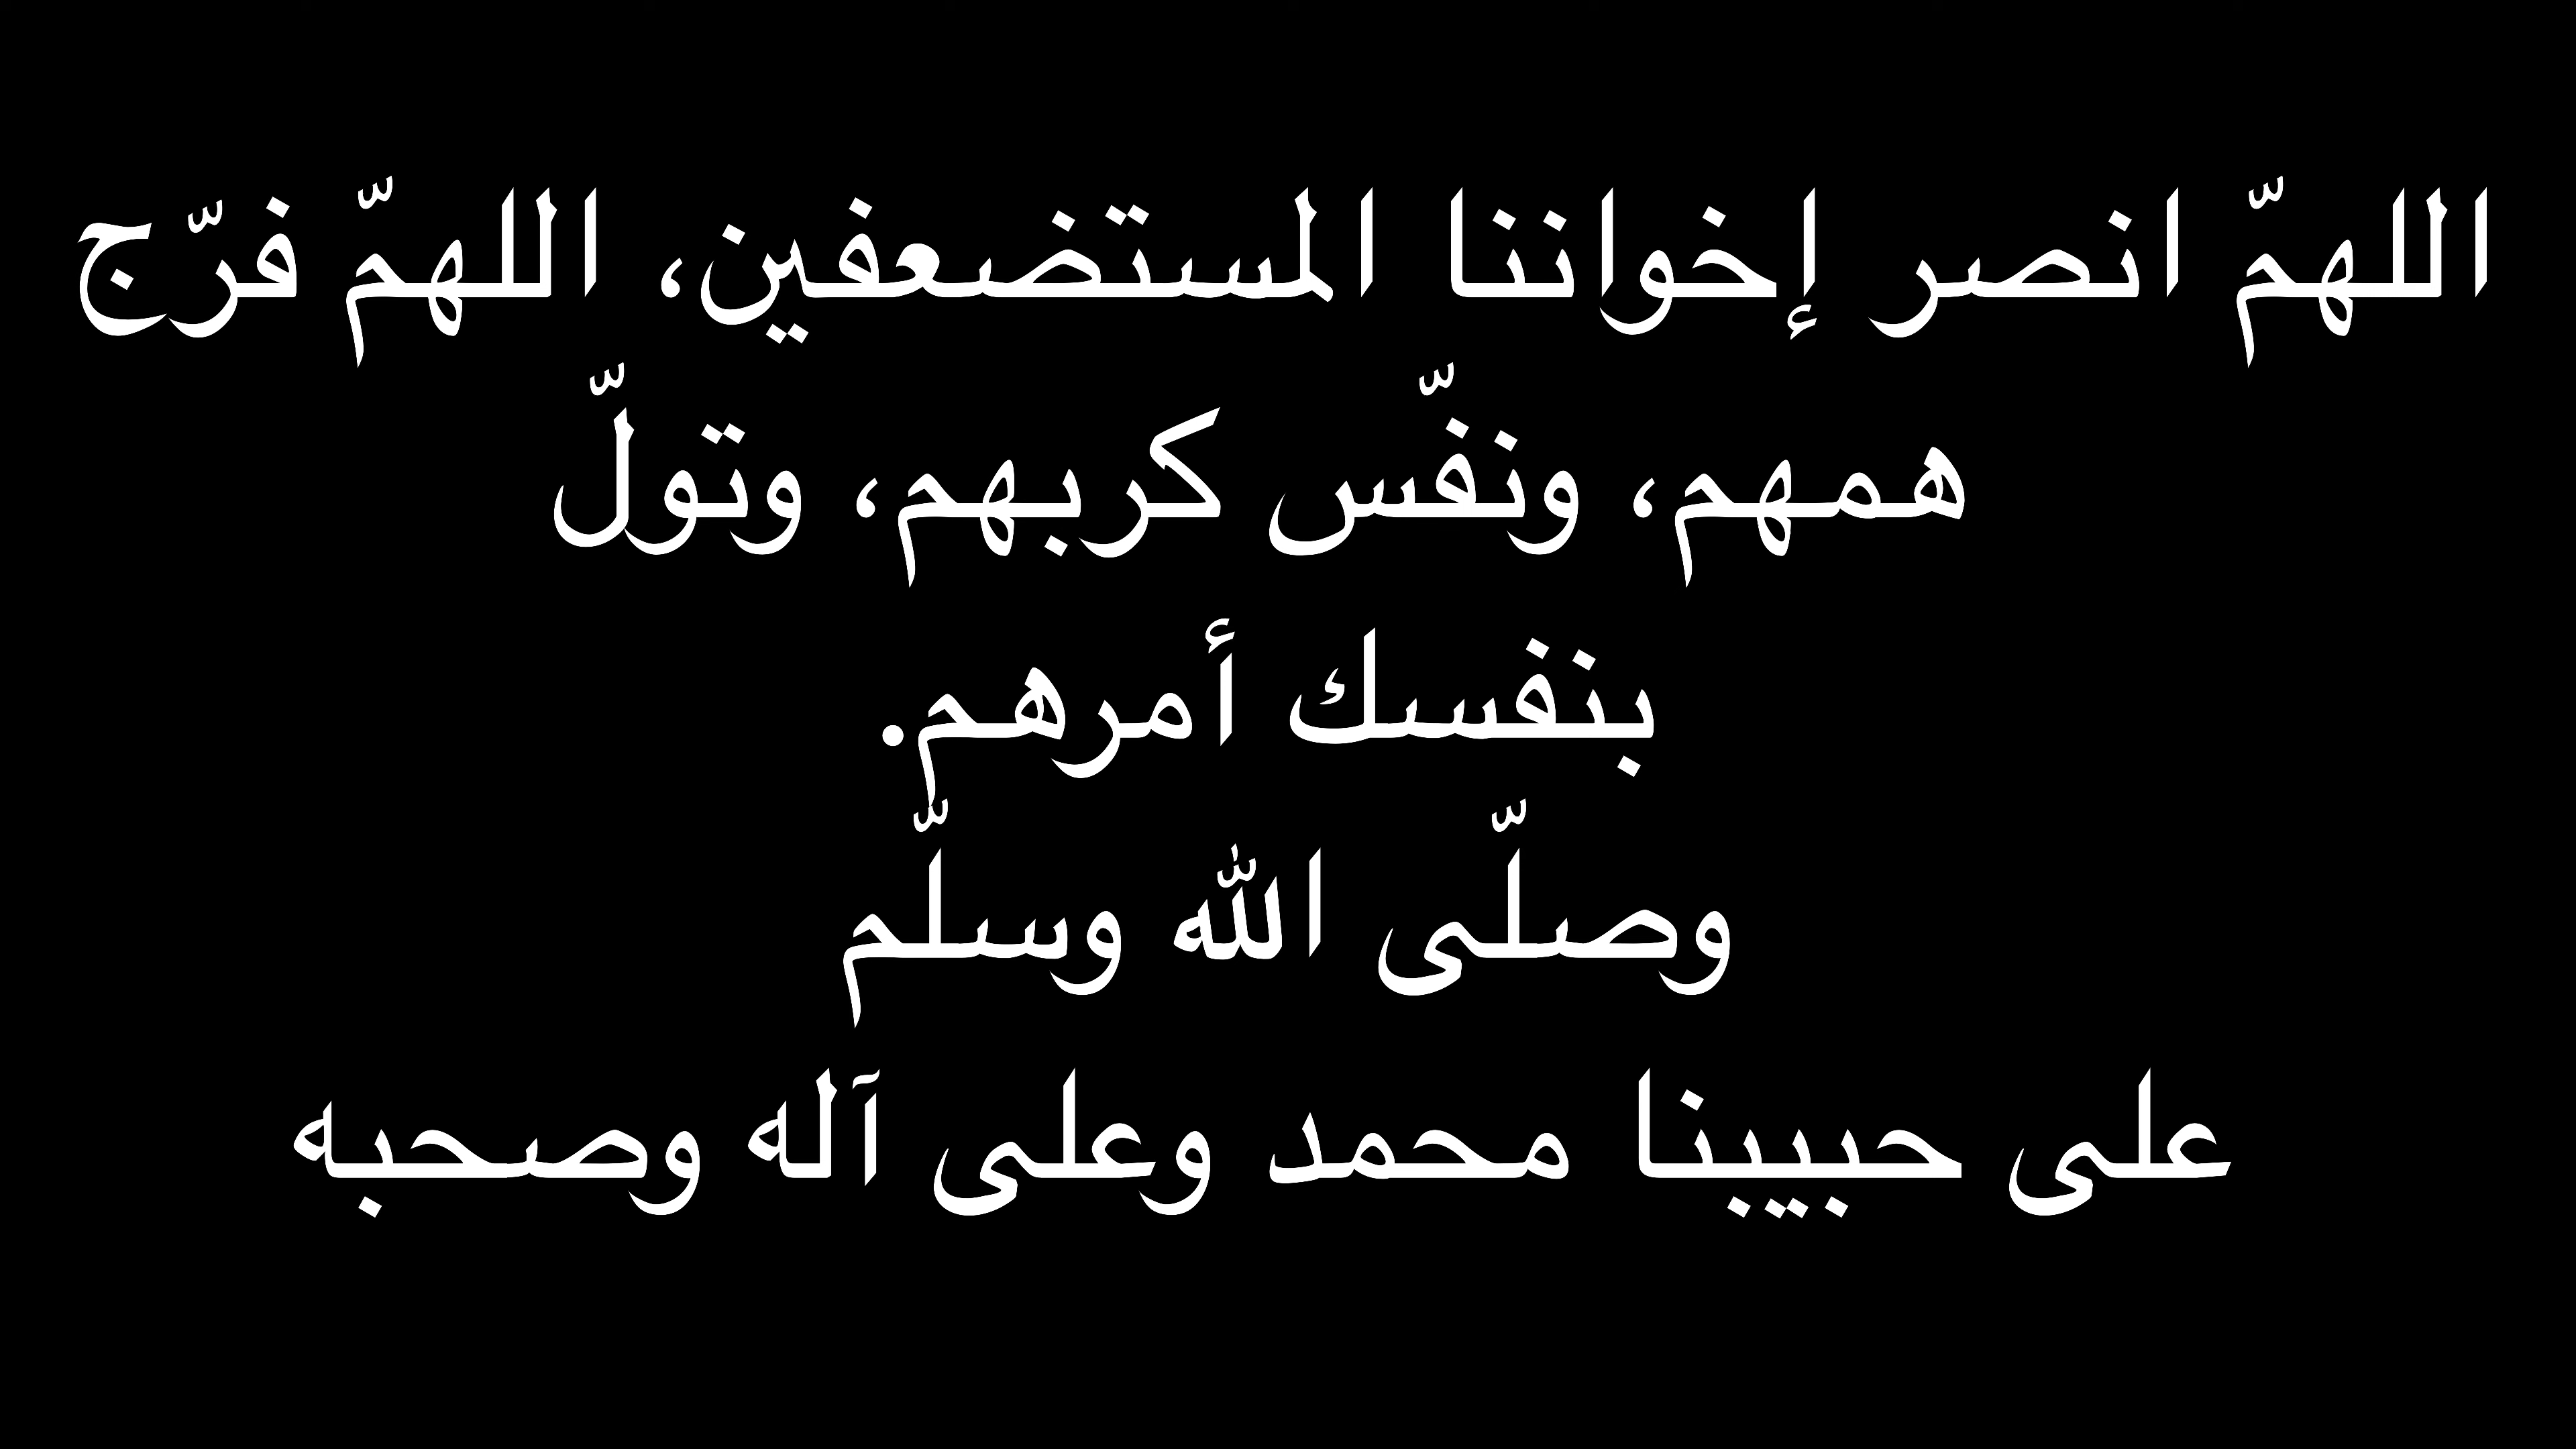 اللهمّ انصر إخواننا المستضعفين، اللهمّ فرّج
همهم، ونفّس كربهم، وتولّ
بنفسك أمرهم.
وصلّى الله وسلّم
على حبيبنا محمد وعلى آله وصحبه